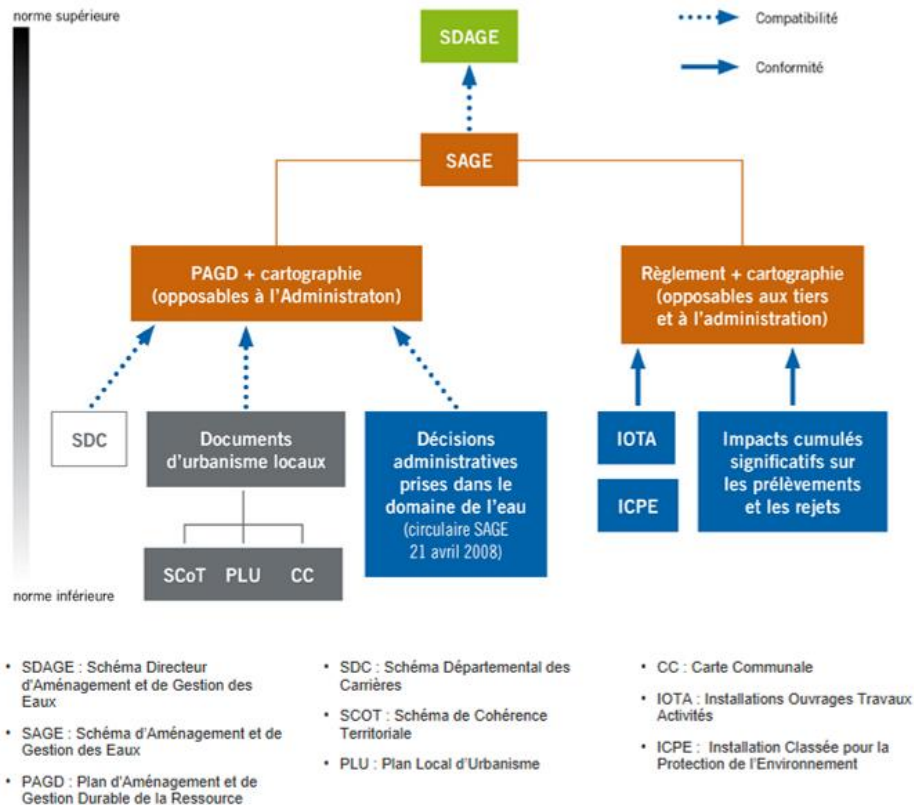 norme supérieure
SDAGE
Compatibilité
Conformité
SAGE
PAGD + cartographie
(opposables à l'Administraton)
Règlement + cartographie
(opposables aux tiers
et à l'administration)
SDC
Documents
d'urbanisme locaux
Décisions
administratives
prises dans le
domaine de l'eau
(circulaire SAGE
21 avril 2008)
IOTA
ICPE
Impacts cumulés
significatifs sur
les prélèvements
et les rejets
SCoT PLU CC
norme inférieure
• SDAGE : Schéma Directeur
d'Aménagement et de Gestion des
Eaux
• SAGE : Schéma d'Aménagement et de
Gestion des Eaux
• PAGD : Plan d'Aménagement et de
Gestion Durable de la Ressource
• SDC : Schéma Départemental des
Carrières
• SCOT : Schéma de Cohérence
Territoriale
• PLU : Plan Local d'Urbanisme
• CC : Carte Communale
• IOTA : Installations Ouvrages Travaux
Activités
• ICPE : Installation Classée pour la
Protection de l'Environnement